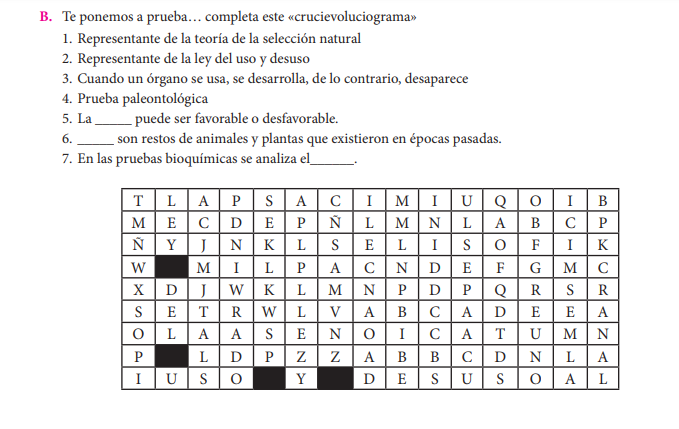 B. Te ponemos a prueba… completa este «crucievoluciograma»
1. Representante de la teoría de la selección natural
2. Representante de la ley del uso y desuso
3. Cuando un órgano se usa, se desarrolla, de lo contrario, desaparece
4. Prueba paleontológica
5. La ______ puede ser favorable o desfavorable.
6. ______ son restos de animales y plantas que existieron en épocas pasadas.
7. En las pruebas bioquímicas se analiza el_______.
T L A P S A C I M I U Q O I B
M E C D E P Ñ L M N L A B C P
Ñ Y J N K L S E L I S O F I K
W M I L P A C N D E F G M C
X D J W K L M N P D P Q R S R
S E T R W L V A B C A D E E A
O L A A S E N O I C A T U M N
P L D P Z Z A B B C D N L A
I U S O Y D E S U S O A L